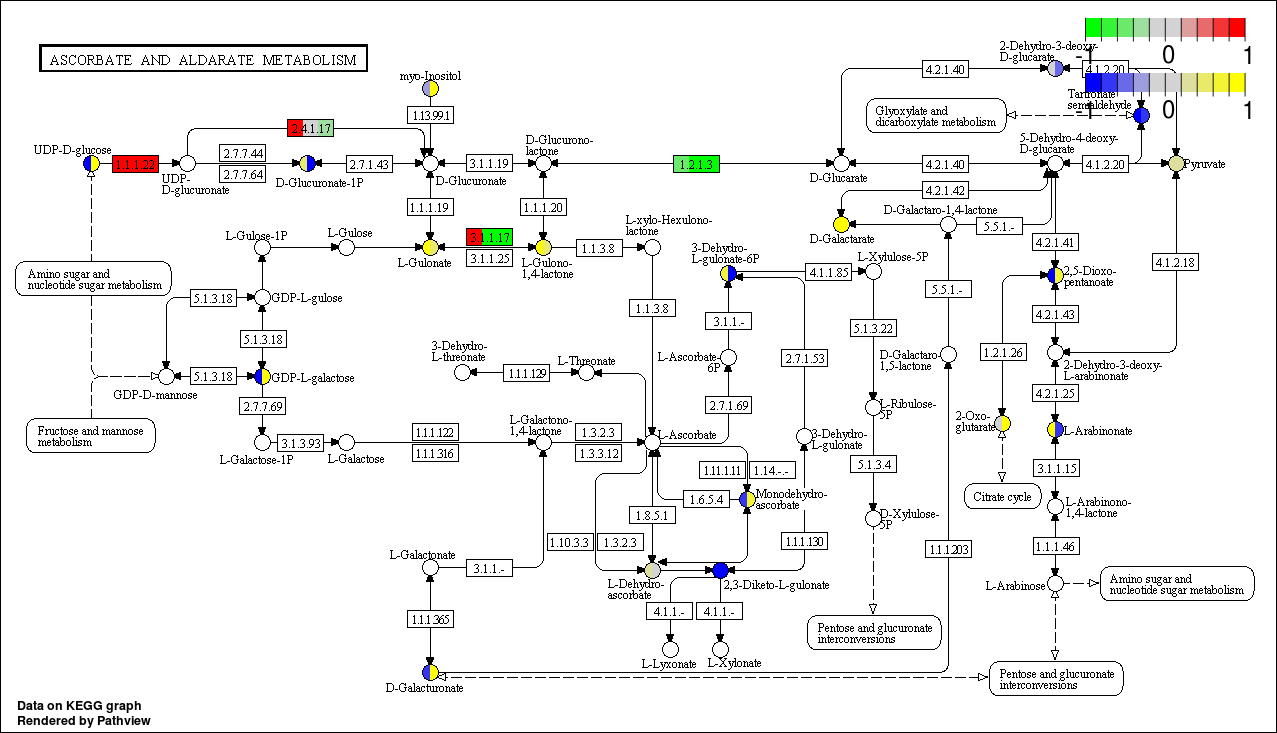 ASCORBATE AND ALDARATE METABOLISM
-1 0 1
-1 0 1
2-Dehydro-3-deoxy-
D-glucarate
4.2.1.40
4.1.2.20
myo-Inositol
1.13.99.1
Glyoxylate and
dicarboxylate metabolism
Tartronate
semialdehyde
2.4.1.17
UDP-D-glucose
1.1.1.22
UDP-
D-glucuronate
2.7.7.44
2.7.7.64
D-Glucuronate-1P
2.7.1.43
D-Glucuronate
3.1.1.19
D-Glucurono-
lactone
1.2.1.3
D-Glucarate
4.2.1.40
5-Dehydro-4-deoxy-
D-glucarate
4.1.2.20
Pyruvate
4.2.1.42
1.1.1.19
1.1.1.20
D-Galactarate
D-Galactaro-1,4-lactone
5.5.1.-
L-Gulose-1P
L-Gulose
L-Gulonate
3.1.1.17
3.1.1.25
L-Gulono-
1,4-lactone
1.1.3.8
L-xylo-Hexulono-
lactone
3-Dehydro-
L-gulonate-6P
4.1.1.85
L-Xylulose-5P
4.2.1.41
4.1.2.18
Amino sugar and
nucleotide sugar metabolism
2,5-Dioxo-
pentanoate
5.1.3.18
GDP-L-gulose
5.5.1.-
1.1.3.8
3.1.1.-
5.1.3.22
4.2.1.43
5.1.3.18
1.2.1.26
3-Dehydro-
L-threonate
1.1.1.129
L-Threonate
L-Ascorbate-
6P
2.7.1.53
D-Galactaro-
1,5-lactone
2-Dehydro-3-deoxy-
L-arabinonate
5.1.3.18
GDP-L-galactose
GDP-D-mannose
4.2.1.25
2.7.7.69
2.7.1.69
L-Ribulose-
5P
2-Oxo-
glutarate
L-Arabinonate
Fructose and mannose
metabolism
L-Galactono-
1,4-lactone
1.1.1.122
1.1.1.316
1.3.2.3
1.3.3.12
L-Ascorbate
3-Dehydro-
L-gulonate
3.1.3.93
L-Galactose-1P
L-Galactose
1.11.1.11
1.14.-.-
5.1.3.4
3.1.1.15
1.6.5.4
Monodehydro-
ascorbate
Citrate cycle
1.8.5.1
D-Xylulose-
5P
L-Arabinono-
1,4-lactone
1.10.3.3
1.3.2.3
1.1.1.130
1.1.1.203
1.1.1.46
L-Galactonate
3.1.1.-
L-Dehydro-
ascorbate
2,3-Diketo-L-gulonate
L-Arabinose
Amino sugar and
nucleotide sugar metabolism
1.1.1.365
4.1.1.-
4.1.1.-
Pentose and glucuronate
interconversions
L-Lyxonate
L-Xylonate
D-Galacturonate
Pentose and glucuronate
interconversions
Data on KEGG graph
Rendered by Pathview